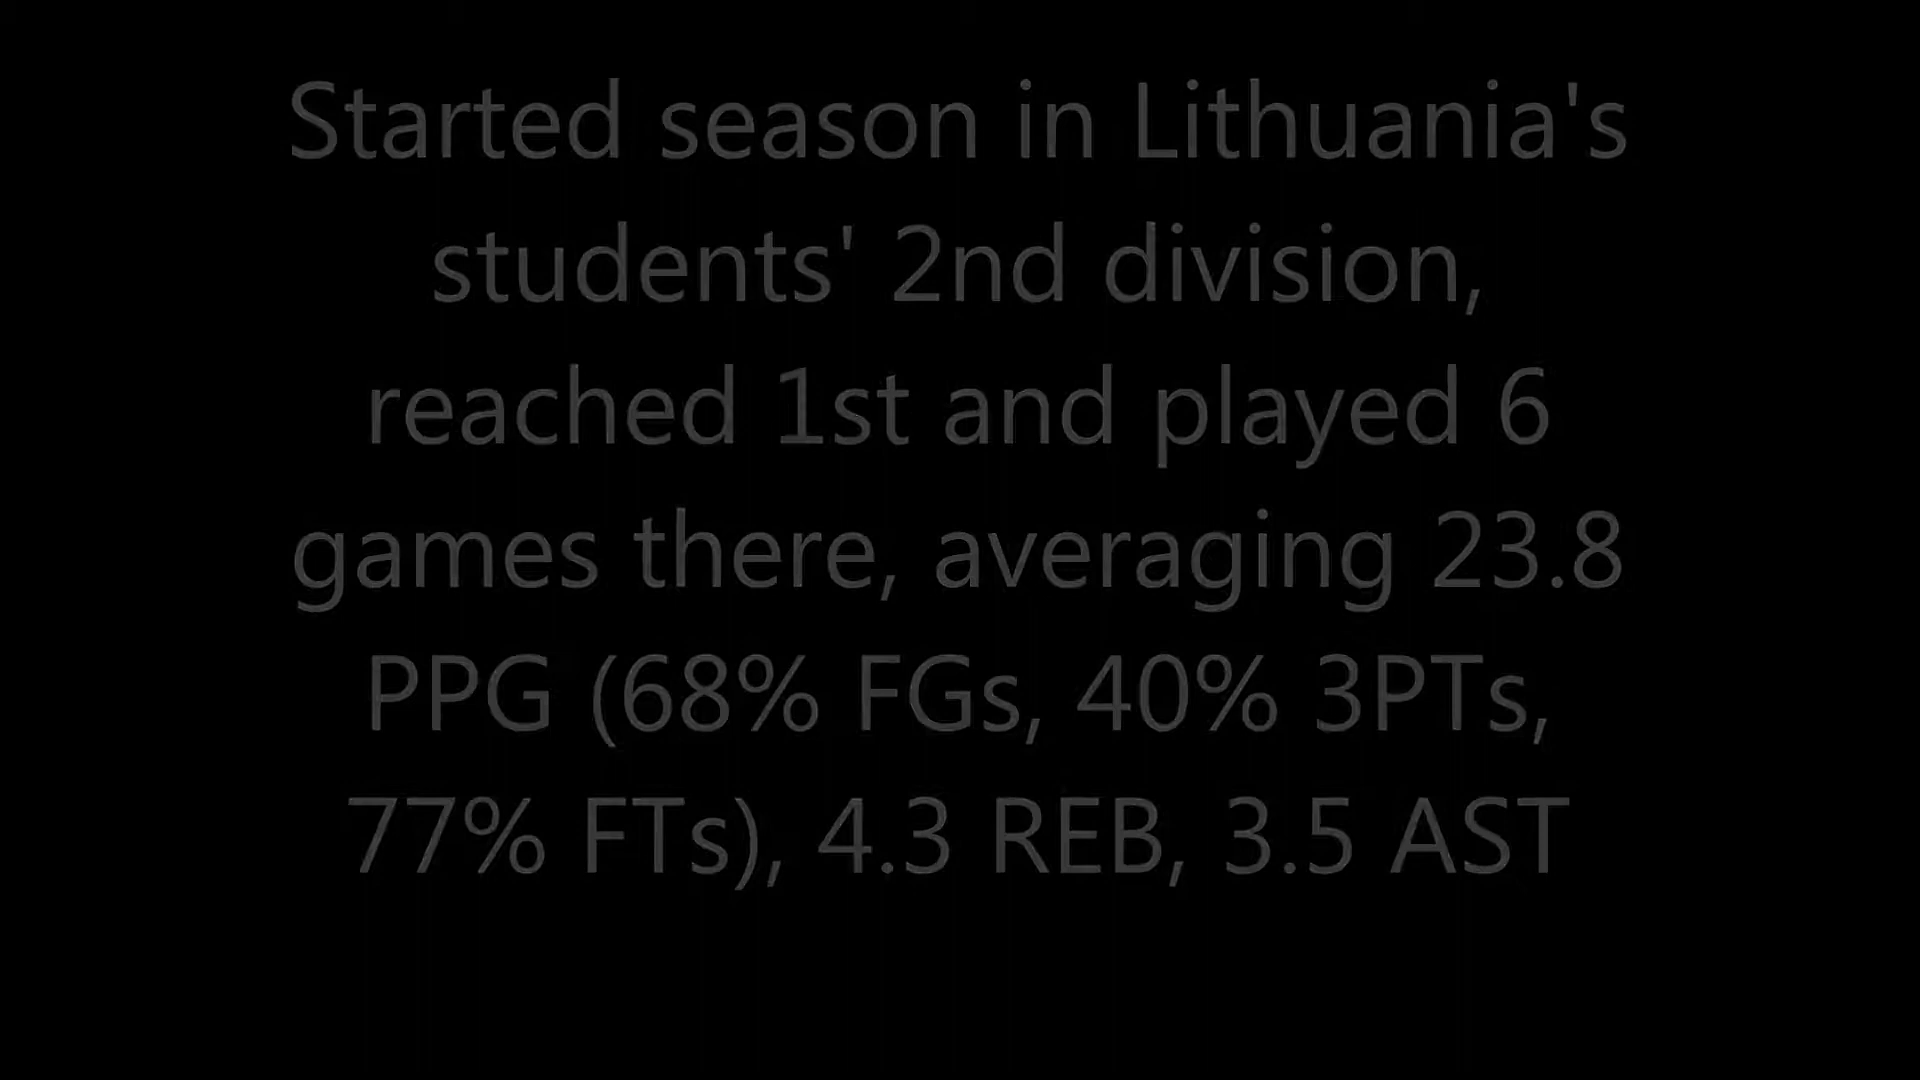 Started season in Lithuania's
students' 2nd division,
reached 1st and played 6
games there, averaging 23.8
PPG (68% FGs, 40% 3PTs,
77% FTs), 4.3 REB, 3.5 AST